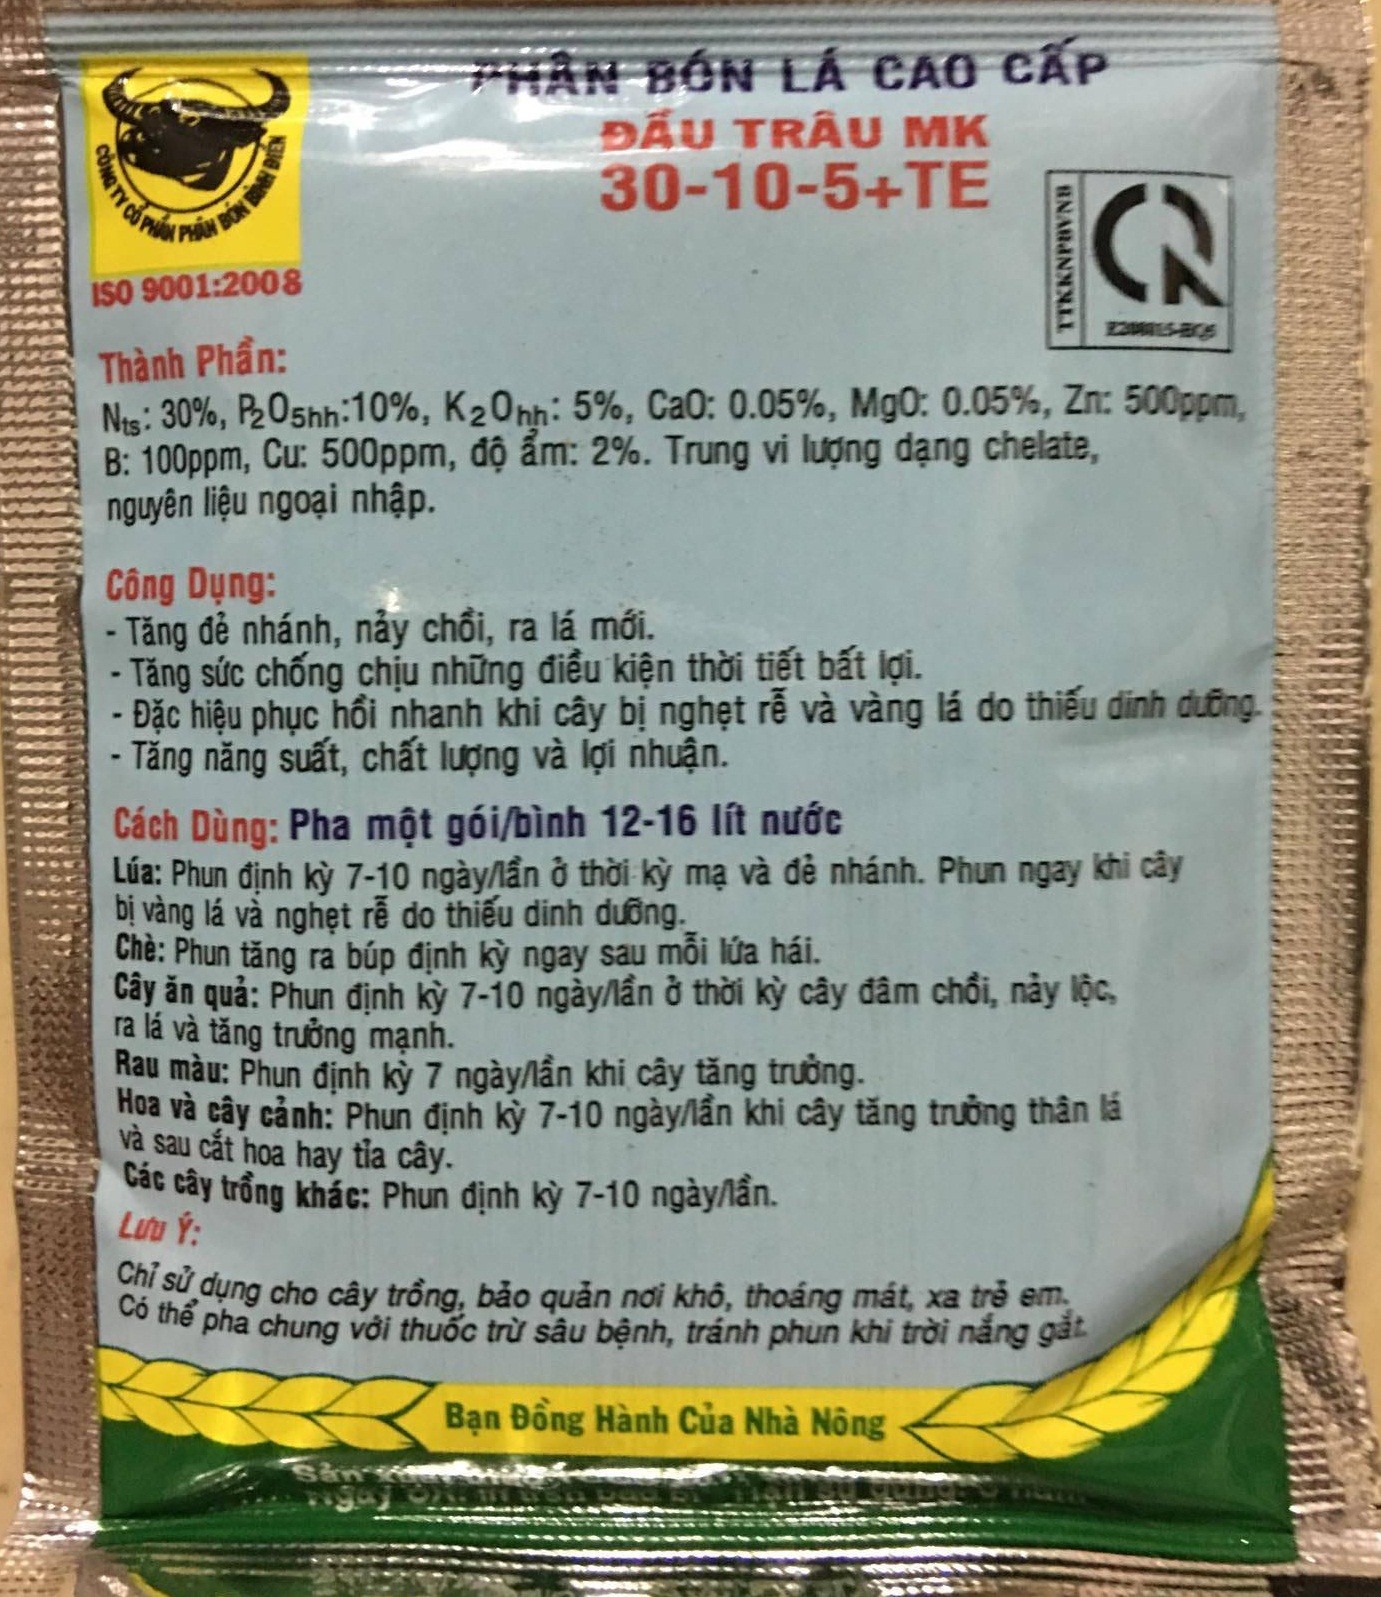 PHÂN BÓN LÁ CAO CẤP
ĐẦU TRÂU MK
30-10-5+TE
CÔNG TY CỔ PHẦN PHÂN BÓN BÌNH ĐIỀN
ISO 9001:2008
TTKKNPBVNB
Thành Phần:
Nts: 30%, P2O5hh:10%, K2Ohh: 5%, CaO: 0.05%, MgO: 0.05%, Zn: 500ppm,
B: 100ppm, Cu: 500ppm, độ ẩm: 2%. Trung vi lượng dạng chelate,
nguyên liệu ngoại nhập.
Công Dụng:
- Tăng đẻ nhánh, nảy chồi, ra lá mới.
- Tăng sức chống chịu những điều kiện thời tiết bất lợi.
- Đặc hiệu phục hồi nhanh khi cây bị nghẹt rễ và vàng lá do thiếu dinh dưỡng.
- Tăng năng suất, chất lượng và lợi nhuận.
Cách Dùng: Pha một gói/bình 12-16 lít nước
Lúa: Phun định kỳ 7-10 ngày/lần ở thời kỳ mạ và đẻ nhánh. Phun ngay khi cây
bị vàng lá và nghẹt rễ do thiếu dinh dưỡng.
Chè: Phun tăng ra búp định kỳ ngay sau mỗi lứa hái.
Cây ăn quả: Phun định kỳ 7-10 ngày/lần ở thời kỳ cây đâm chồi, nảy lộc,
ra lá và tăng trưởng mạnh.
Rau màu: Phun định kỳ 7 ngày/lần khi cây tăng trưởng.
Hoa và cây cảnh: Phun định kỳ 7-10 ngày/lần khi cây tăng trưởng thân lá
và sau cắt hoa hay tỉa cây.
Các cây trồng khác: Phun định kỳ 7-10 ngày/lần.
Lưu Ý:
Chỉ sử dụng cho cây trồng, bảo quản nơi khô, thoáng mát, xa trẻ em.
Có thể pha chung với thuốc trừ sâu bệnh, tránh phun khi trời nắng gắt.
Bạn Đồng Hành Của Nhà Nông